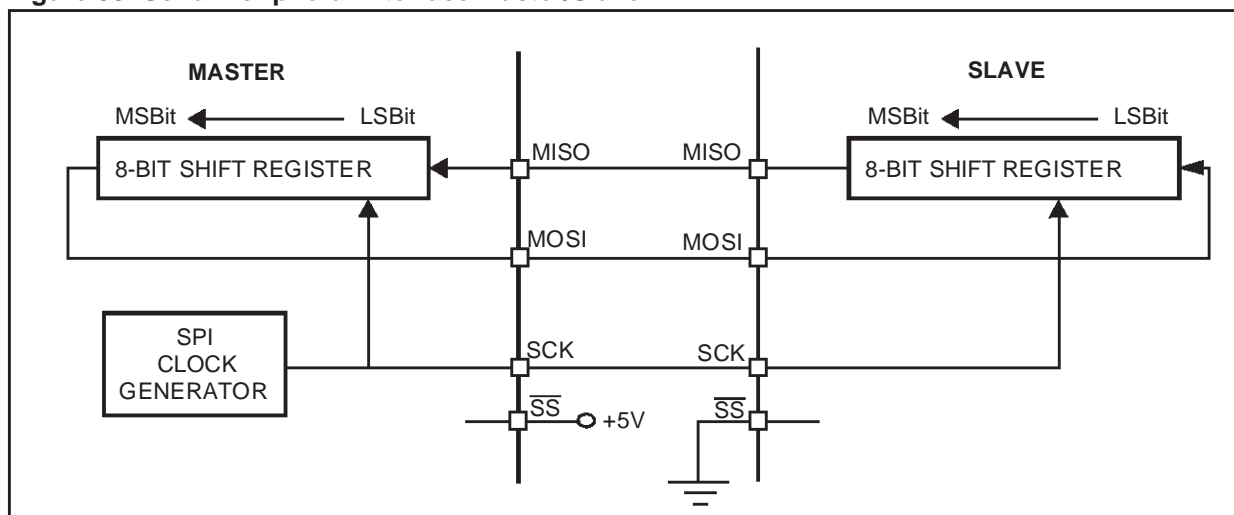 MASTER
SLAVE
MSBit LSBit
MSBit LSBit
8-BIT SHIFT REGISTER
MISO
MISO
8-BIT SHIFT REGISTER
MOSI
MOSI
SPI
CLOCK
GENERATOR
SCK
SCK
SS
+5V
SS